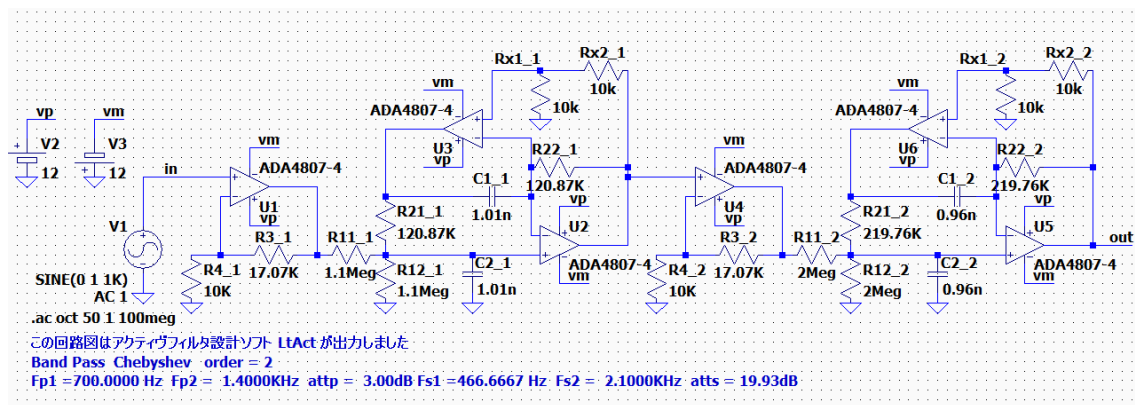 Rx1_1
Rx2_1
10k
10k
vm
ADA4807-4
U3
vp
R22_1
120.87K
C1_1
1.01n
R21_1
120.87K
vp
V2
12
vm
V3
12
in
V1
SINE(0 1 1K)
AC 1
vm
ADA4807-4
U1
vp
R3_1
17.07K
R4_1
10K
R11_1
1.1Meg
R12_1
1.1Meg
C2_1
1.01n
vp
U2
ADA4807-4
vm
Rx1_2
Rx2_2
10k
10k
vm
ADA4807-4
U6
vp
R22_2
219.76K
C1_2
0.96n
R21_2
219.76K
vm
ADA4807-4
U4
vp
R3_2
17.07K
R4_2
10K
R11_2
2Meg
R12_2
2Meg
C2_2
0.96n
vp
U5
ADA4807-4
vm
out
.ac oct 50 1 100meg
この回路図はアクティヴフィルタ設計ソフト LtAct が出力しました
Band Pass Chebyshev order = 2
Fp1 =700.0000 Hz Fp2 = 1.4000KHz attp = 3.00dB Fs1 =466.6667 Hz Fs2 = 2.1000KHz atts = 19.93dB